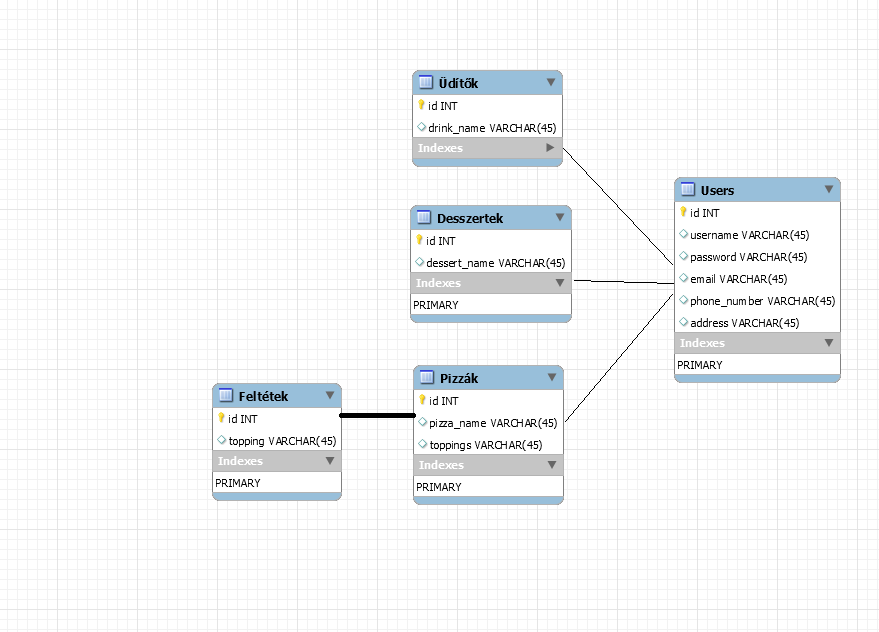 Üdítők
id INT
drink_name VARCHAR(45)
Indexes
Desszertek
id INT
dessert_name VARCHAR(45)
Indexes
PRIMARY
Users
id INT
username VARCHAR(45)
password VARCHAR(45)
email VARCHAR(45)
phone_number VARCHAR(45)
address VARCHAR(45)
Indexes
PRIMARY
Feltétek
id INT
topping VARCHAR(45)
Indexes
PRIMARY
Pizzák
id INT
pizza_name VARCHAR(45)
toppings VARCHAR(45)
Indexes
PRIMARY